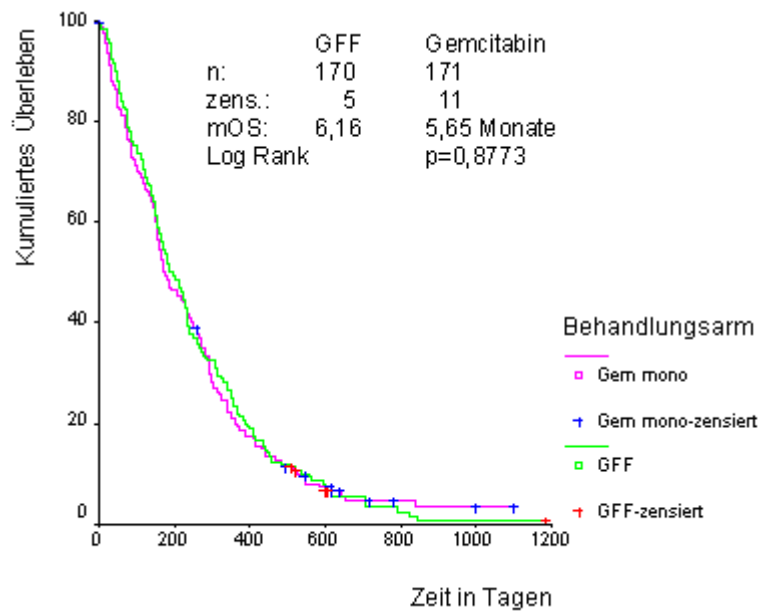 GFF Gemcitabin
n: 170 171
zens.: 5 11
mOS: 6,16 5,65 Monate
Log Rank p=0,8773
Kumuliertes Überleben
100
80
60
40
20
0
0 200 400 600 800 1000 1200
Zeit in Tagen
Behandlungsarm
Gem mono
Gem mono-zensiert
GFF
GFF-zensiert